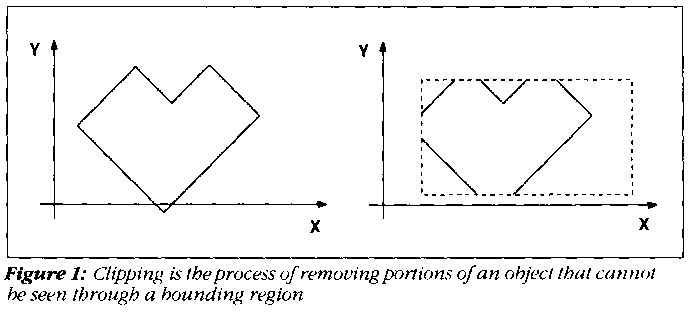 Y
Y
X
X
Figure 1: Clipping is the process of removing portions of an object that cannot
be seen through a bounding region